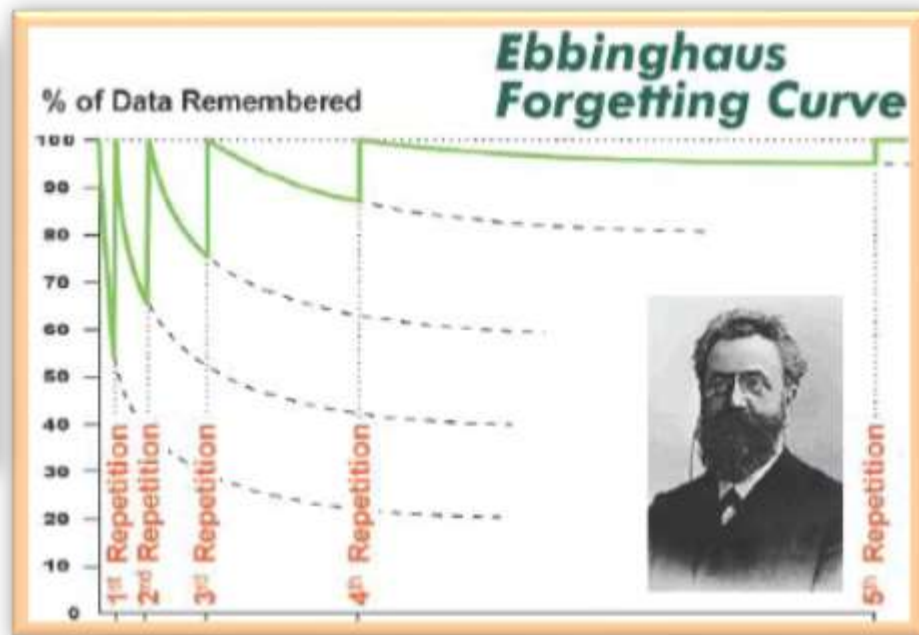 Ebbinghaus
Forgetting Curve
% of Data Remembered
100
90
80
70
60
50
40
30
20
10
0
1st Repetition
2nd Repetition
3rd Repetition
4th Repetition
5th Repetition